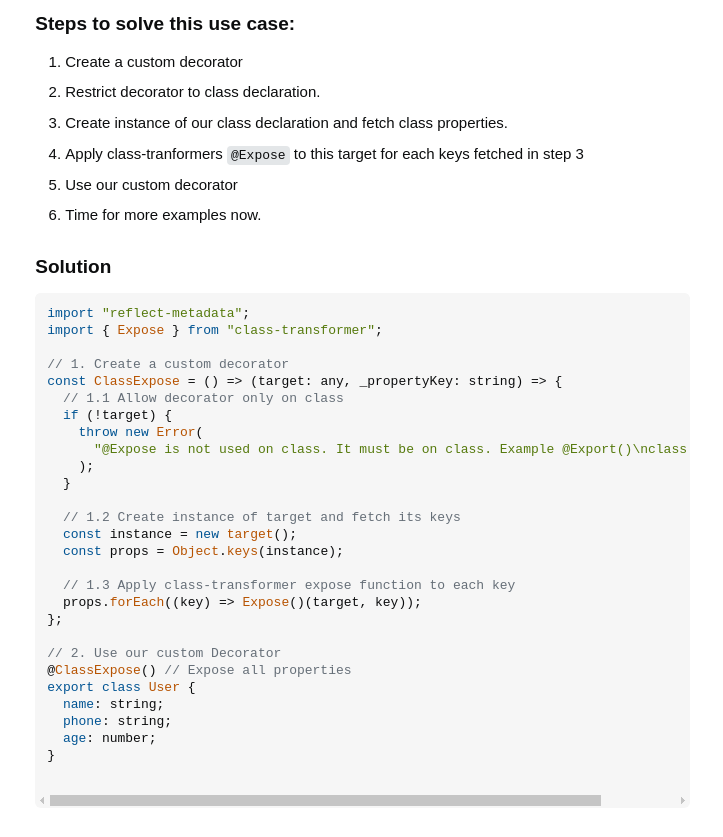 Steps to solve this use case:
1. Create a custom decorator
2. Restrict decorator to class declaration.
3. Create instance of our class declaration and fetch class properties.
4. Apply class-tranformers @Expose to this target for each keys fetched in step 3
5. Use our custom decorator
6. Time for more examples now.
Solution
import "reflect-metadata";
import { Expose } from "class-transformer";
// 1. Create a custom decorator
const ClassExpose = () => (target: any, _propertyKey: string) => {
  // 1.1 Allow decorator only on class
  if (!target) {
    throw new Error(
      "@Expose is not used on class. It must be on class. Example @Export()\nclass
    );
  }
  // 1.2 Create instance of target and fetch its keys
  const instance = new target();
  const props = Object.keys(instance);
  // 1.3 Apply class-transformer expose function to each key
  props.forEach((key) => Expose()(target, key));
};
// 2. Use our custom Decorator
@ClassExpose() // Expose all properties
export class User {
  name: string;
  phone: string;
  age: number;
}